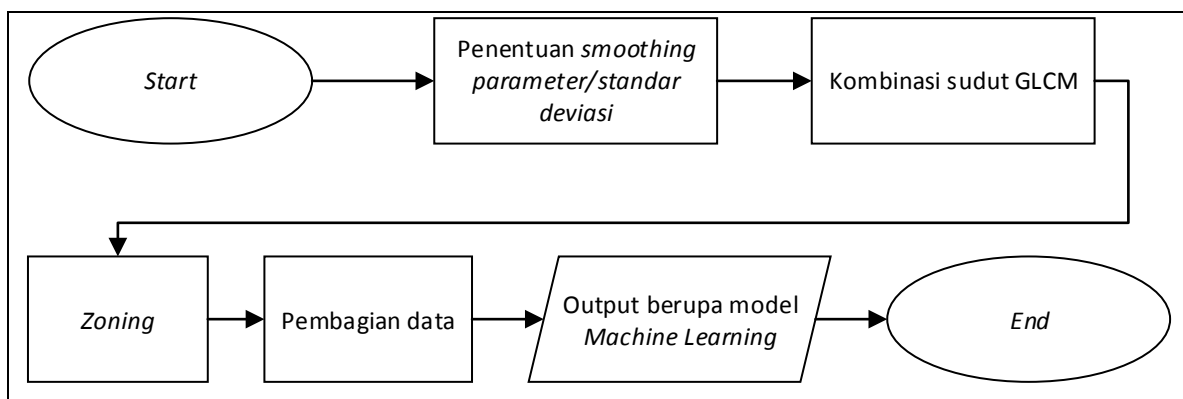 Start
Penentuan smoothing
parameter/standar
deviasi
Kombinasi sudut GLCM
Zoning
Pembagian data
Output berupa model
Machine Learning
End